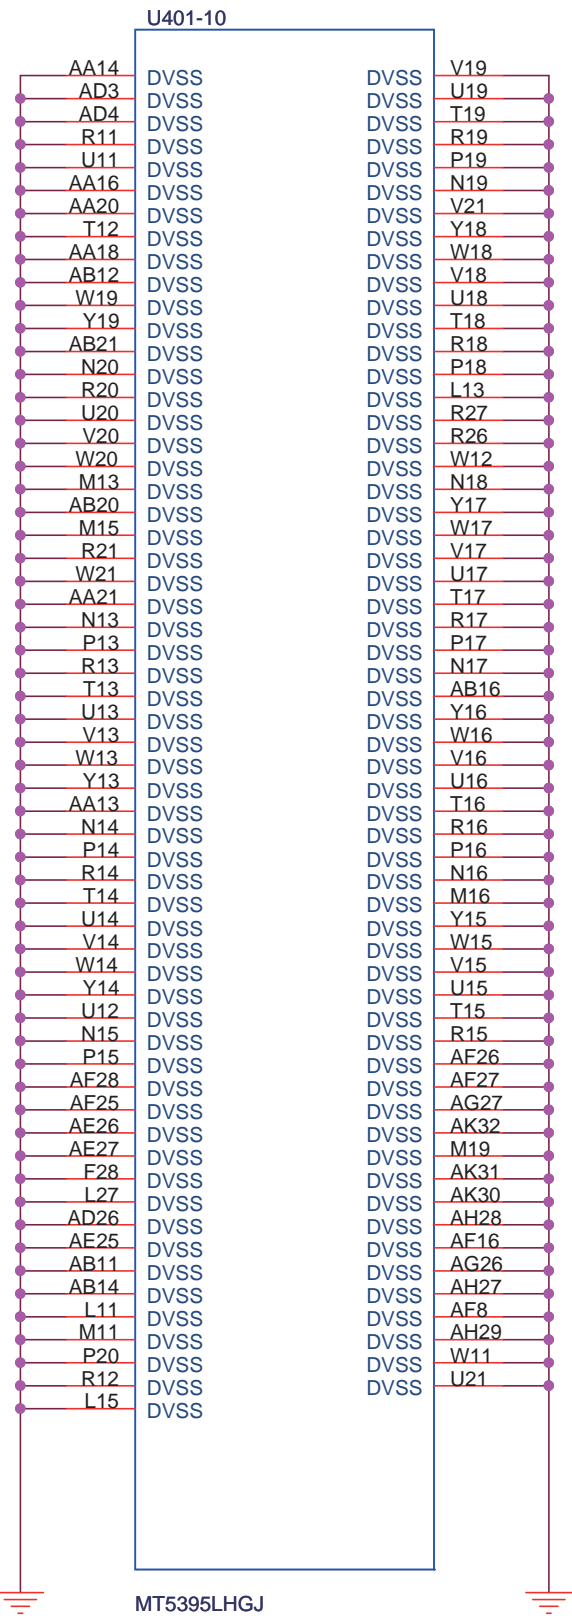 U401-10
AA14 DVSS DVSS V19
AD3 DVSS DVSS U19
AD4 DVSS DVSS T19
R11 DVSS DVSS R19
U11 DVSS DVSS P19
AA16 DVSS DVSS N19
AA20 DVSS DVSS V21
T12 DVSS DVSS Y18
AA18 DVSS DVSS W18
AB12 DVSS DVSS V18
W19 DVSS DVSS U18
Y19 DVSS DVSS T18
AB21 DVSS DVSS R18
N20 DVSS DVSS P18
R20 DVSS DVSS L13
U20 DVSS DVSS R27
V20 DVSS DVSS R26
W20 DVSS DVSS W12
M13 DVSS DVSS N18
AB20 DVSS DVSS Y17
M15 DVSS DVSS W17
R21 DVSS DVSS V17
W21 DVSS DVSS U17
AA21 DVSS DVSS T17
N13 DVSS DVSS R17
P13 DVSS DVSS P17
R13 DVSS DVSS N17
T13 DVSS DVSS AB16
U13 DVSS DVSS Y16
V13 DVSS DVSS W16
W13 DVSS DVSS V16
Y13 DVSS DVSS U16
AA13 DVSS DVSS T16
N14 DVSS DVSS R16
P14 DVSS DVSS P16
R14 DVSS DVSS N16
T14 DVSS DVSS M16
U14 DVSS DVSS Y15
V14 DVSS DVSS W15
W14 DVSS DVSS V15
Y14 DVSS DVSS U15
U12 DVSS DVSS T15
N15 DVSS DVSS R15
P15 DVSS DVSS AF26
AF28 DVSS DVSS AF27
AF25 DVSS DVSS AG27
AE26 DVSS DVSS AK32
AE27 DVSS DVSS M19
F28 DVSS DVSS AK31
L27 DVSS DVSS AK30
AD26 DVSS DVSS AH28
AE25 DVSS DVSS AF16
AB11 DVSS DVSS AG26
AB14 DVSS DVSS AH27
L11 DVSS DVSS AF8
M11 DVSS DVSS AH29
P20 DVSS DVSS W11
R12 DVSS DVSS U21
L15 DVSS
MT5395LHGJ